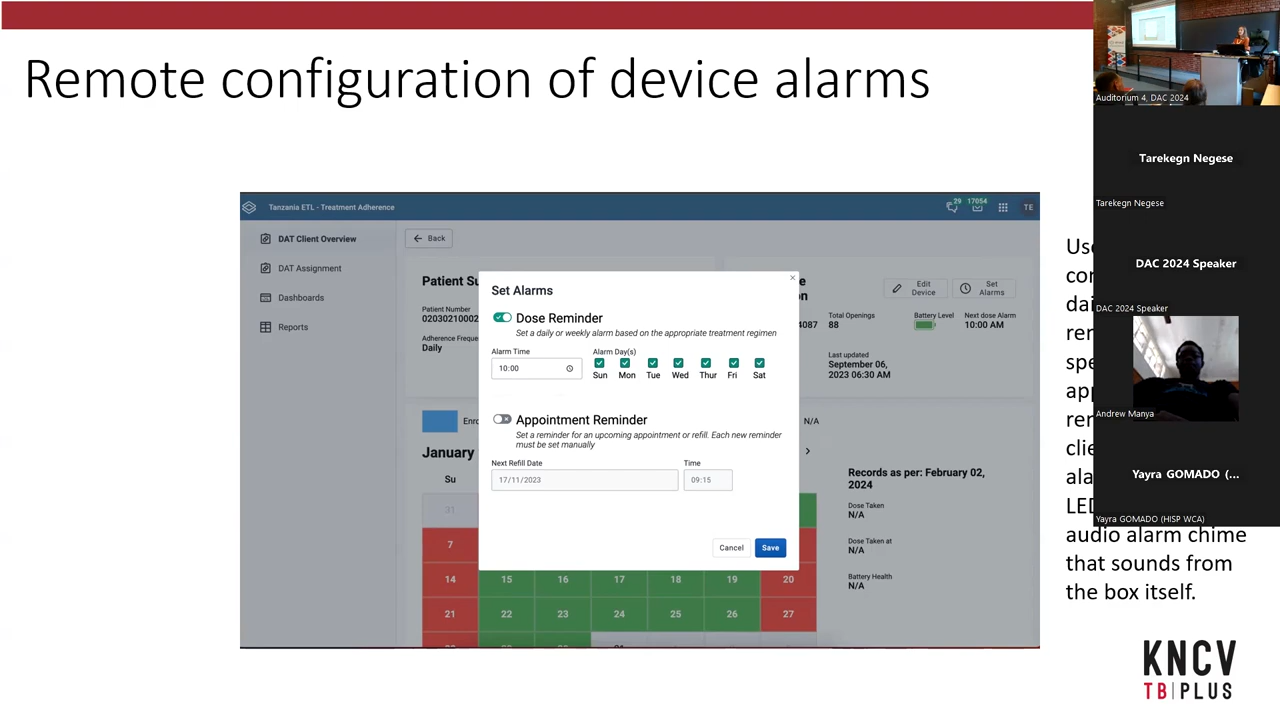 Remote configuration of device alarms
Auditorium 4, DAC 2024
Tarekegn Negese
Tarekegn Negese
DAC 2024 Speaker
DAC 2024 Speaker
Andrew Manya
Yayra GOMADO (...
Yayra GOMADO (HISP WCA)
Tanzania ETL - Treatment Adherence
29
17054
TE
DAT Client Overview
DAT Assignment
Dashboards
Reports
Back
Patient Su
Patient Number
02030210002
Adherence Freque
Daily
Edit Device
Set Alarms
4087
Total Openings
88
Battery Level
Next dose Alarm
10:00 AM
Last updated
September 06,
2023 06:30 AM
Set Alarms
Dose Reminder
Set a daily or weekly alarm based on the appropriate treatment regimen
Alarm Time
10:00
Alarm Day(s)
Sun Mon Tue Wed Thur Fri Sat
Appointment Reminder
Set a reminder for an upcoming appointment or refill. Each new reminder
must be set manually
Next Refill Date
17/11/2023
Time
09:15
Cancel
Save
N/A
January
Su
31
7
14 15 16 17 18 19 20
21 22 23 24 25 26 27
Records as per: February 02,
2024
Dose Taken
N/A
Dose Taken at
N/A
Battery Health
N/A
audio alarm chime
that sounds from
the box itself.
KNCV
TB PLUS